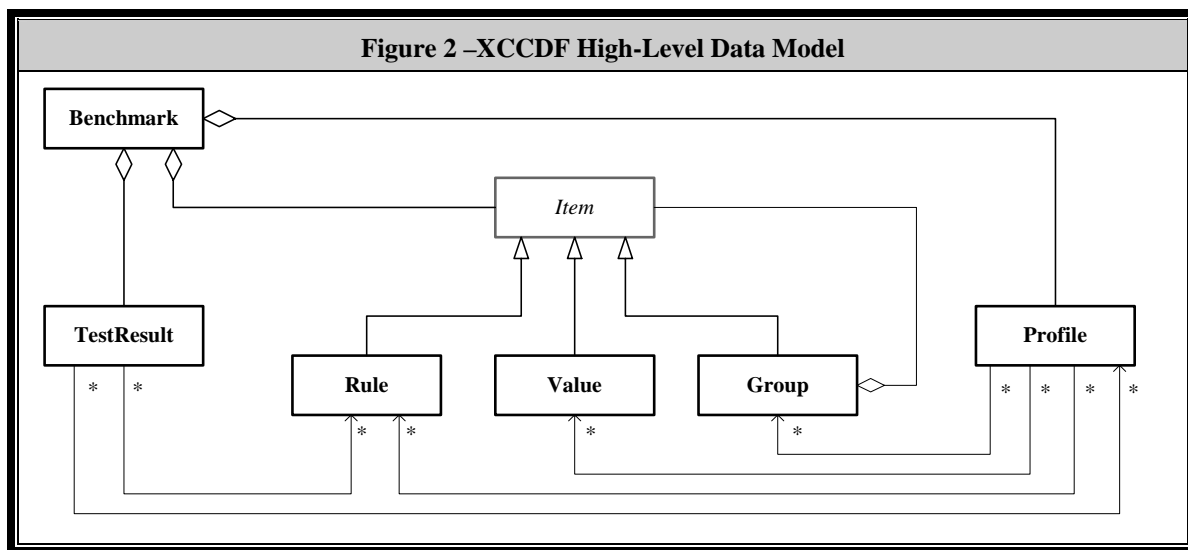 Figure 2 –XCCDF High-Level Data Model
Benchmark
Item
TestResult
Profile
Rule
Value
Group
* *
* * * *
* *
*
*